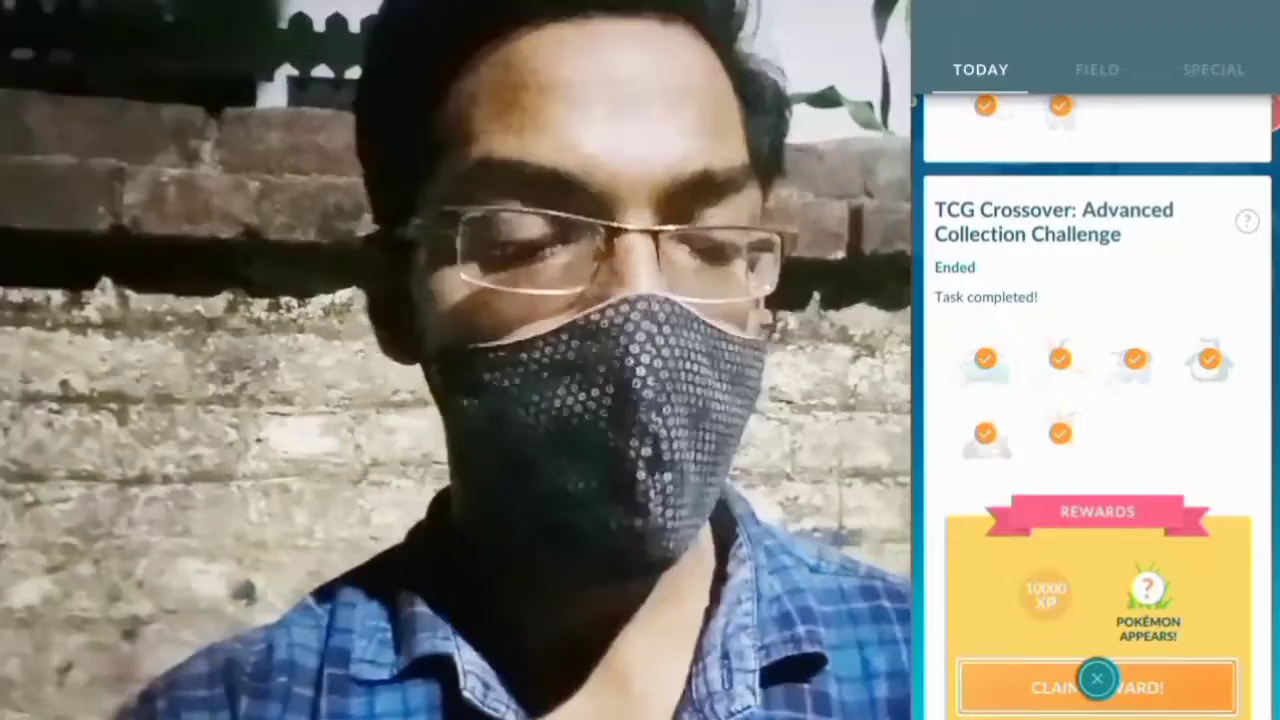 TODAY
FIELD
SPECIAL
TCG Crossover: Advanced
Collection Challenge
?
Ended
Task completed!
REWARDS
10000
XP
?
POKÉMON
APPEARS!